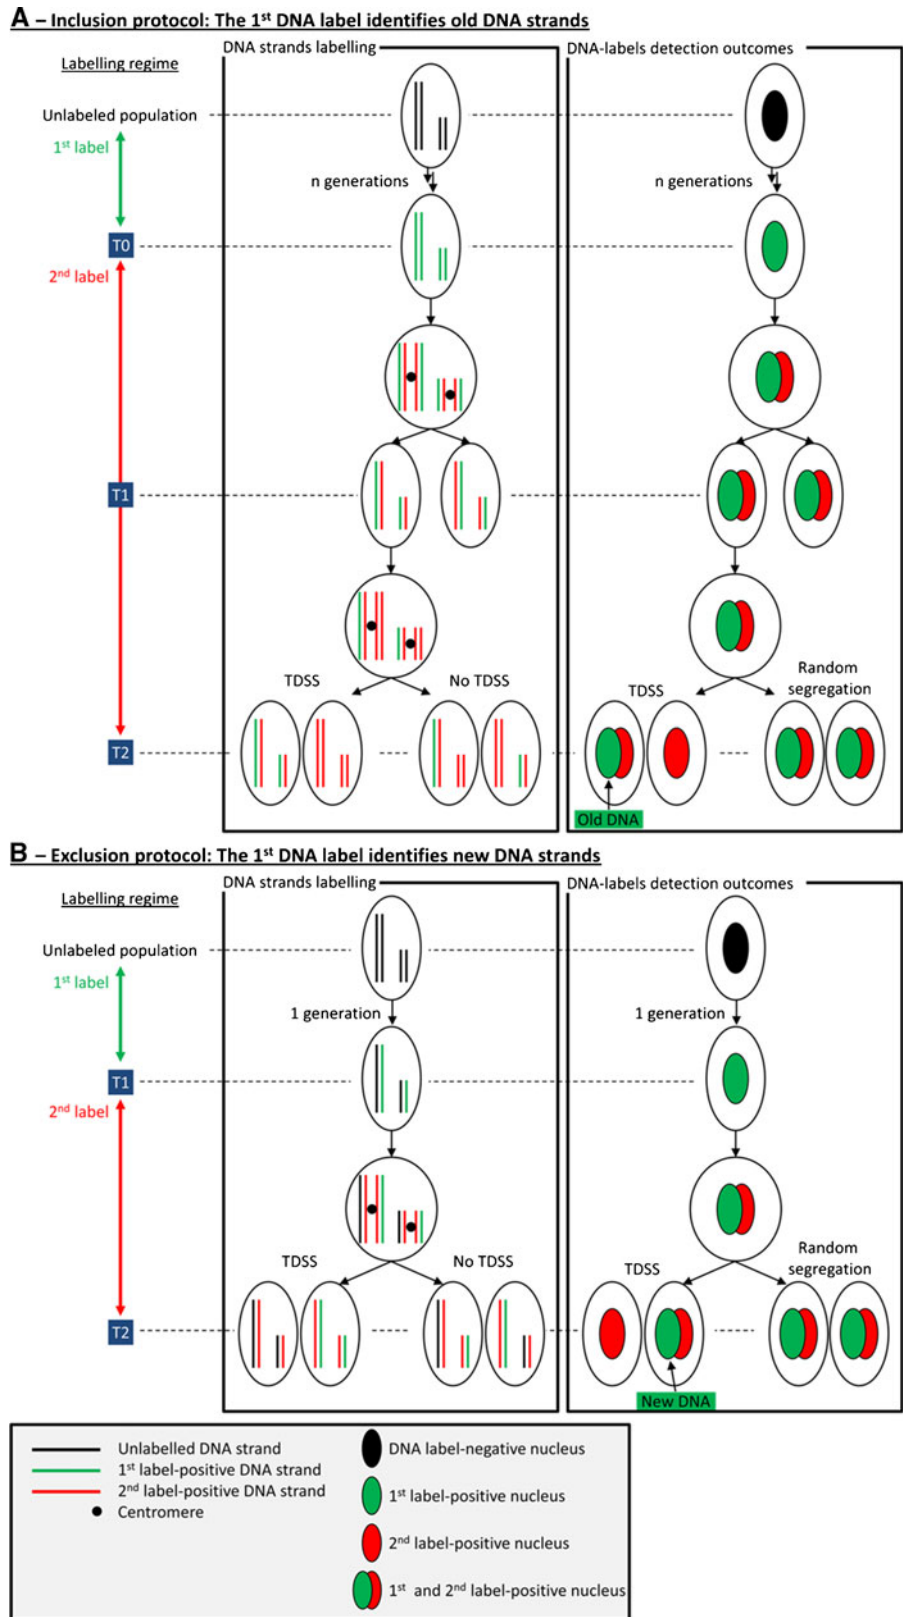 A – Inclusion protocol: The 1st DNA label identifies old DNA strands
Labelling regime
DNA strands labelling
DNA-labels detection outcomes
Unlabeled population
1st label
n generations
n generations
T0
2nd label
T1
TDSS
No TDSS
TDSS
Random
segregation
T2
Old DNA
B – Exclusion protocol: The 1st DNA label identifies new DNA strands
Labelling regime
DNA strands labelling
DNA-labels detection outcomes
Unlabeled population
1st label
1 generation
1 generation
T1
2nd label
TDSS
No TDSS
TDSS
Random
segregation
T2
New DNA
Unlabelled DNA strand
1st label-positive DNA strand
2nd label-positive DNA strand
Centromere
DNA label-negative nucleus
1st label-positive nucleus
2nd label-positive nucleus
1st and 2nd label-positive nucleus